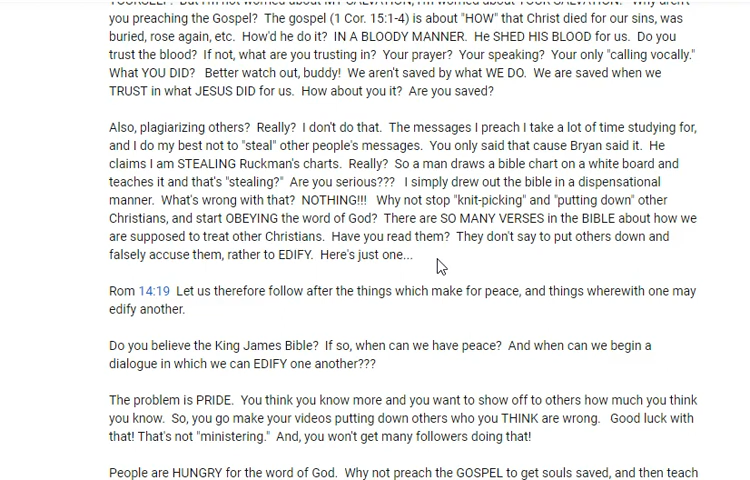 you preaching the Gospel?  The gospel (1 Cor. 15:1-4) is about "HOW" that Christ died for our sins, was
buried, rose again, etc.  How'd he do it?  IN A BLOODY MANNER.  He SHED HIS BLOOD for us.  Do you
trust the blood?  If not, what are you trusting in?  Your prayer?  Your speaking?  Your only "calling vocally."
What YOU DID?   Better watch out, buddy!  We aren't saved by what WE DO.  We are saved when we
TRUST in what JESUS DID for us.   How about you it?  Are you saved?
Also, plagiarizing others?  Really?  I don't do that.  The messages I preach I take a lot of time studying for,
and I do my best not to "steal" other people's messages.  You only said that cause Bryan said it.  He
claims I am STEALING Ruckman's charts.  Really?  So a man draws a bible chart on a white board and
teaches it and that's "stealing?"  Are you serious???   I simply drew out the bible in a dispensational
manner.  What's wrong with that?  NOTHING!!!   Why not stop "knit-picking" and "putting down" other
Christians, and start OBEYING the word of God?  There are SO MANY VERSES in the BIBLE about how we
are supposed to treat other Christians.  Have you read them?  They don't say to put others down and
falsely accuse them, rather to EDIFY.  Here's just one...
Rom 14:19  Let us therefore follow after the things which make for peace, and things wherewith one may
edify another.
Do you believe the King James Bible?  If so, when can we have peace?  And when can we begin a
dialogue in which we can EDIFY one another???
The problem is PRIDE.  You think you know more and you want to show off to others how much you think
you know.  So, you go make your videos putting down others who you THINK are wrong.   Good luck with
that! That's not "ministering."  And, you won't get many followers doing that!
People are HUNGRY for the word of God.  Why not preach the GOSPEL to get souls saved, and then teach